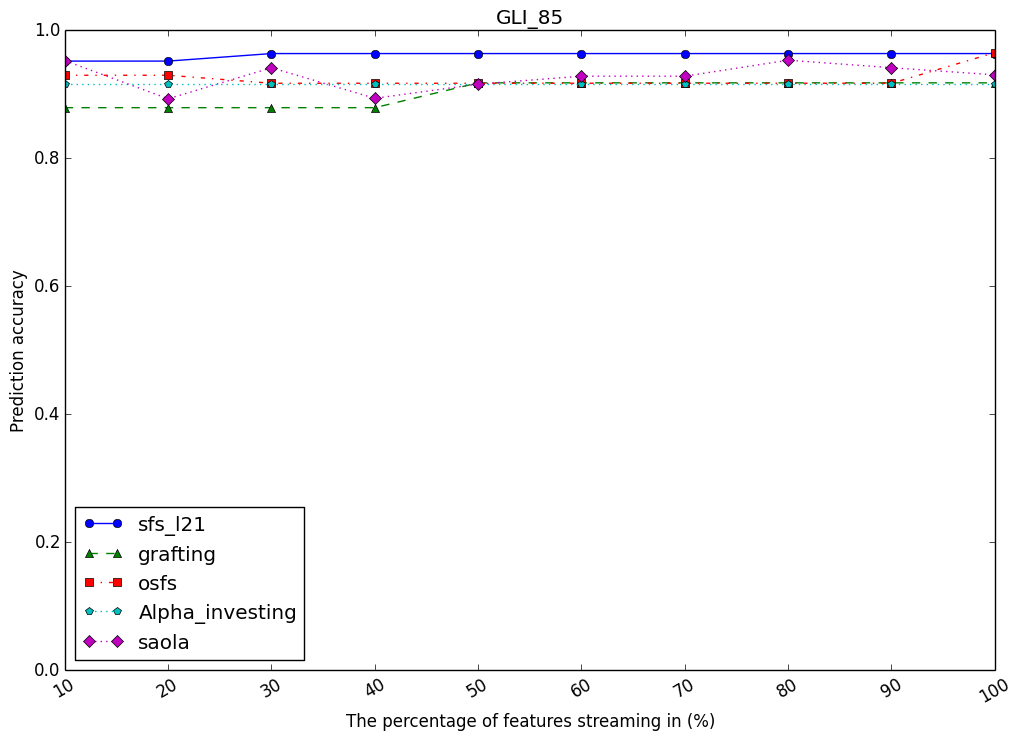 GLI_85
1.0
0.8
0.6
0.4
0.2
0.0
Prediction accuracy
sfs_l21
grafting
osfs
Alpha_investing
saola
10 20 30 40 50 60 70 80 90 100
The percentage of features streaming in (%)